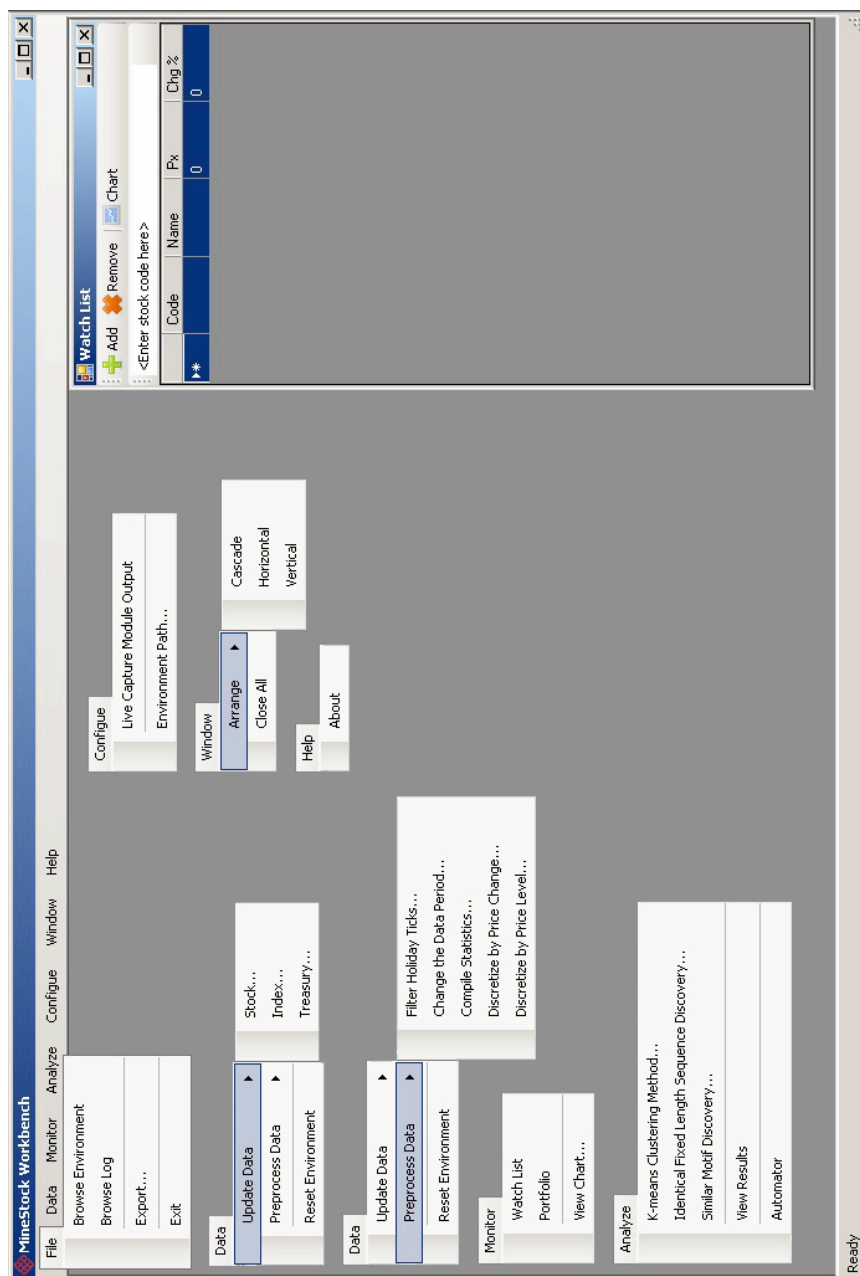 MineStock Workbench
File Data Monitor Analyze Configue Window Help
Browse Environment
Browse Log
Export...
Exit
Data
Update Data
Preprocess Data
Reset Environment
Stock...
Index...
Treasury...
Data
Update Data
Preprocess Data
Reset Environment
Filter Holiday Ticks...
Change the Data Period...
Compile Statistics...
Discretize by Price Change...
Discretize by Price Level...
Monitor
Watch List
Portfolio
View Chart...
Analyze
K-means Clustering Method...
Identical Fixed Length Sequence Discovery...
Similar Motif Discovery...
View Results
Automator
Configue
Live Capture Module Output
Environment Path...
Window
Arrange
Close All
Cascade
Horizontal
Vertical
Help
About
Watch List
Add Remove Chart
<Enter stock code here>
Code Name Px Chg %
0 0
Ready